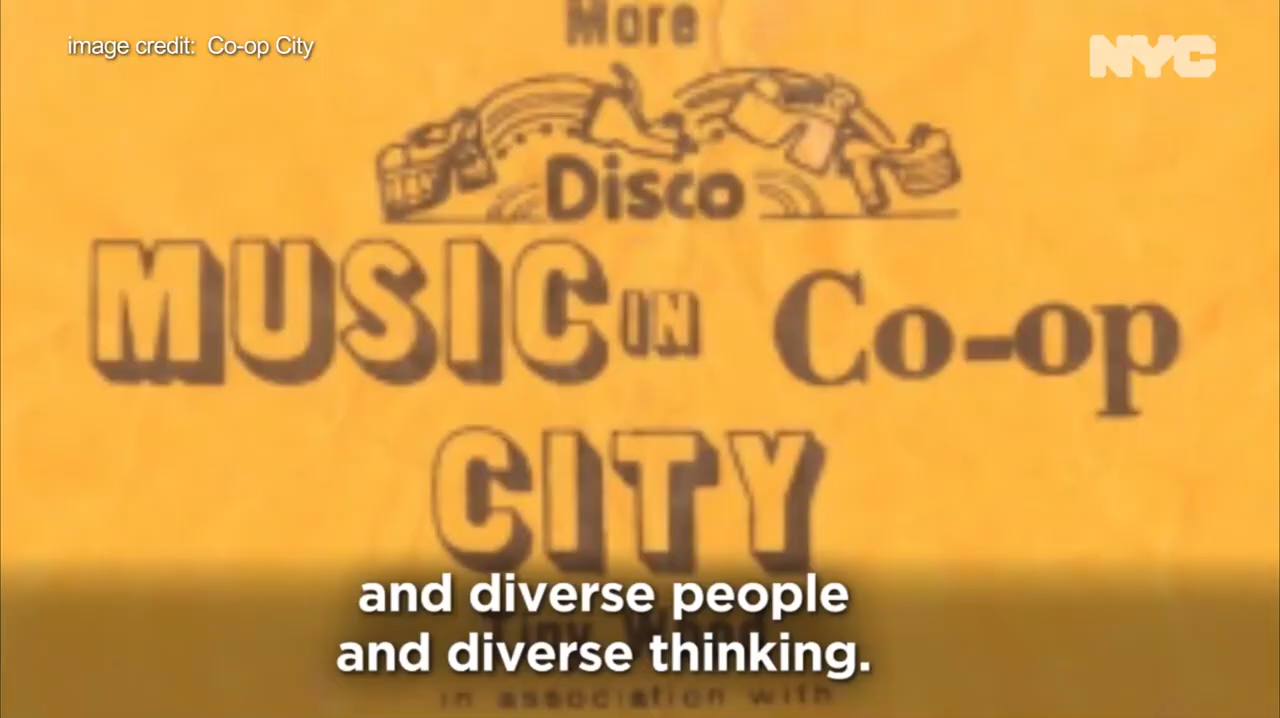 image credit: Co-op City
NYC
More
Disco
MUSIC IN Co-op
CITY
and diverse people
and diverse thinking.
in association with